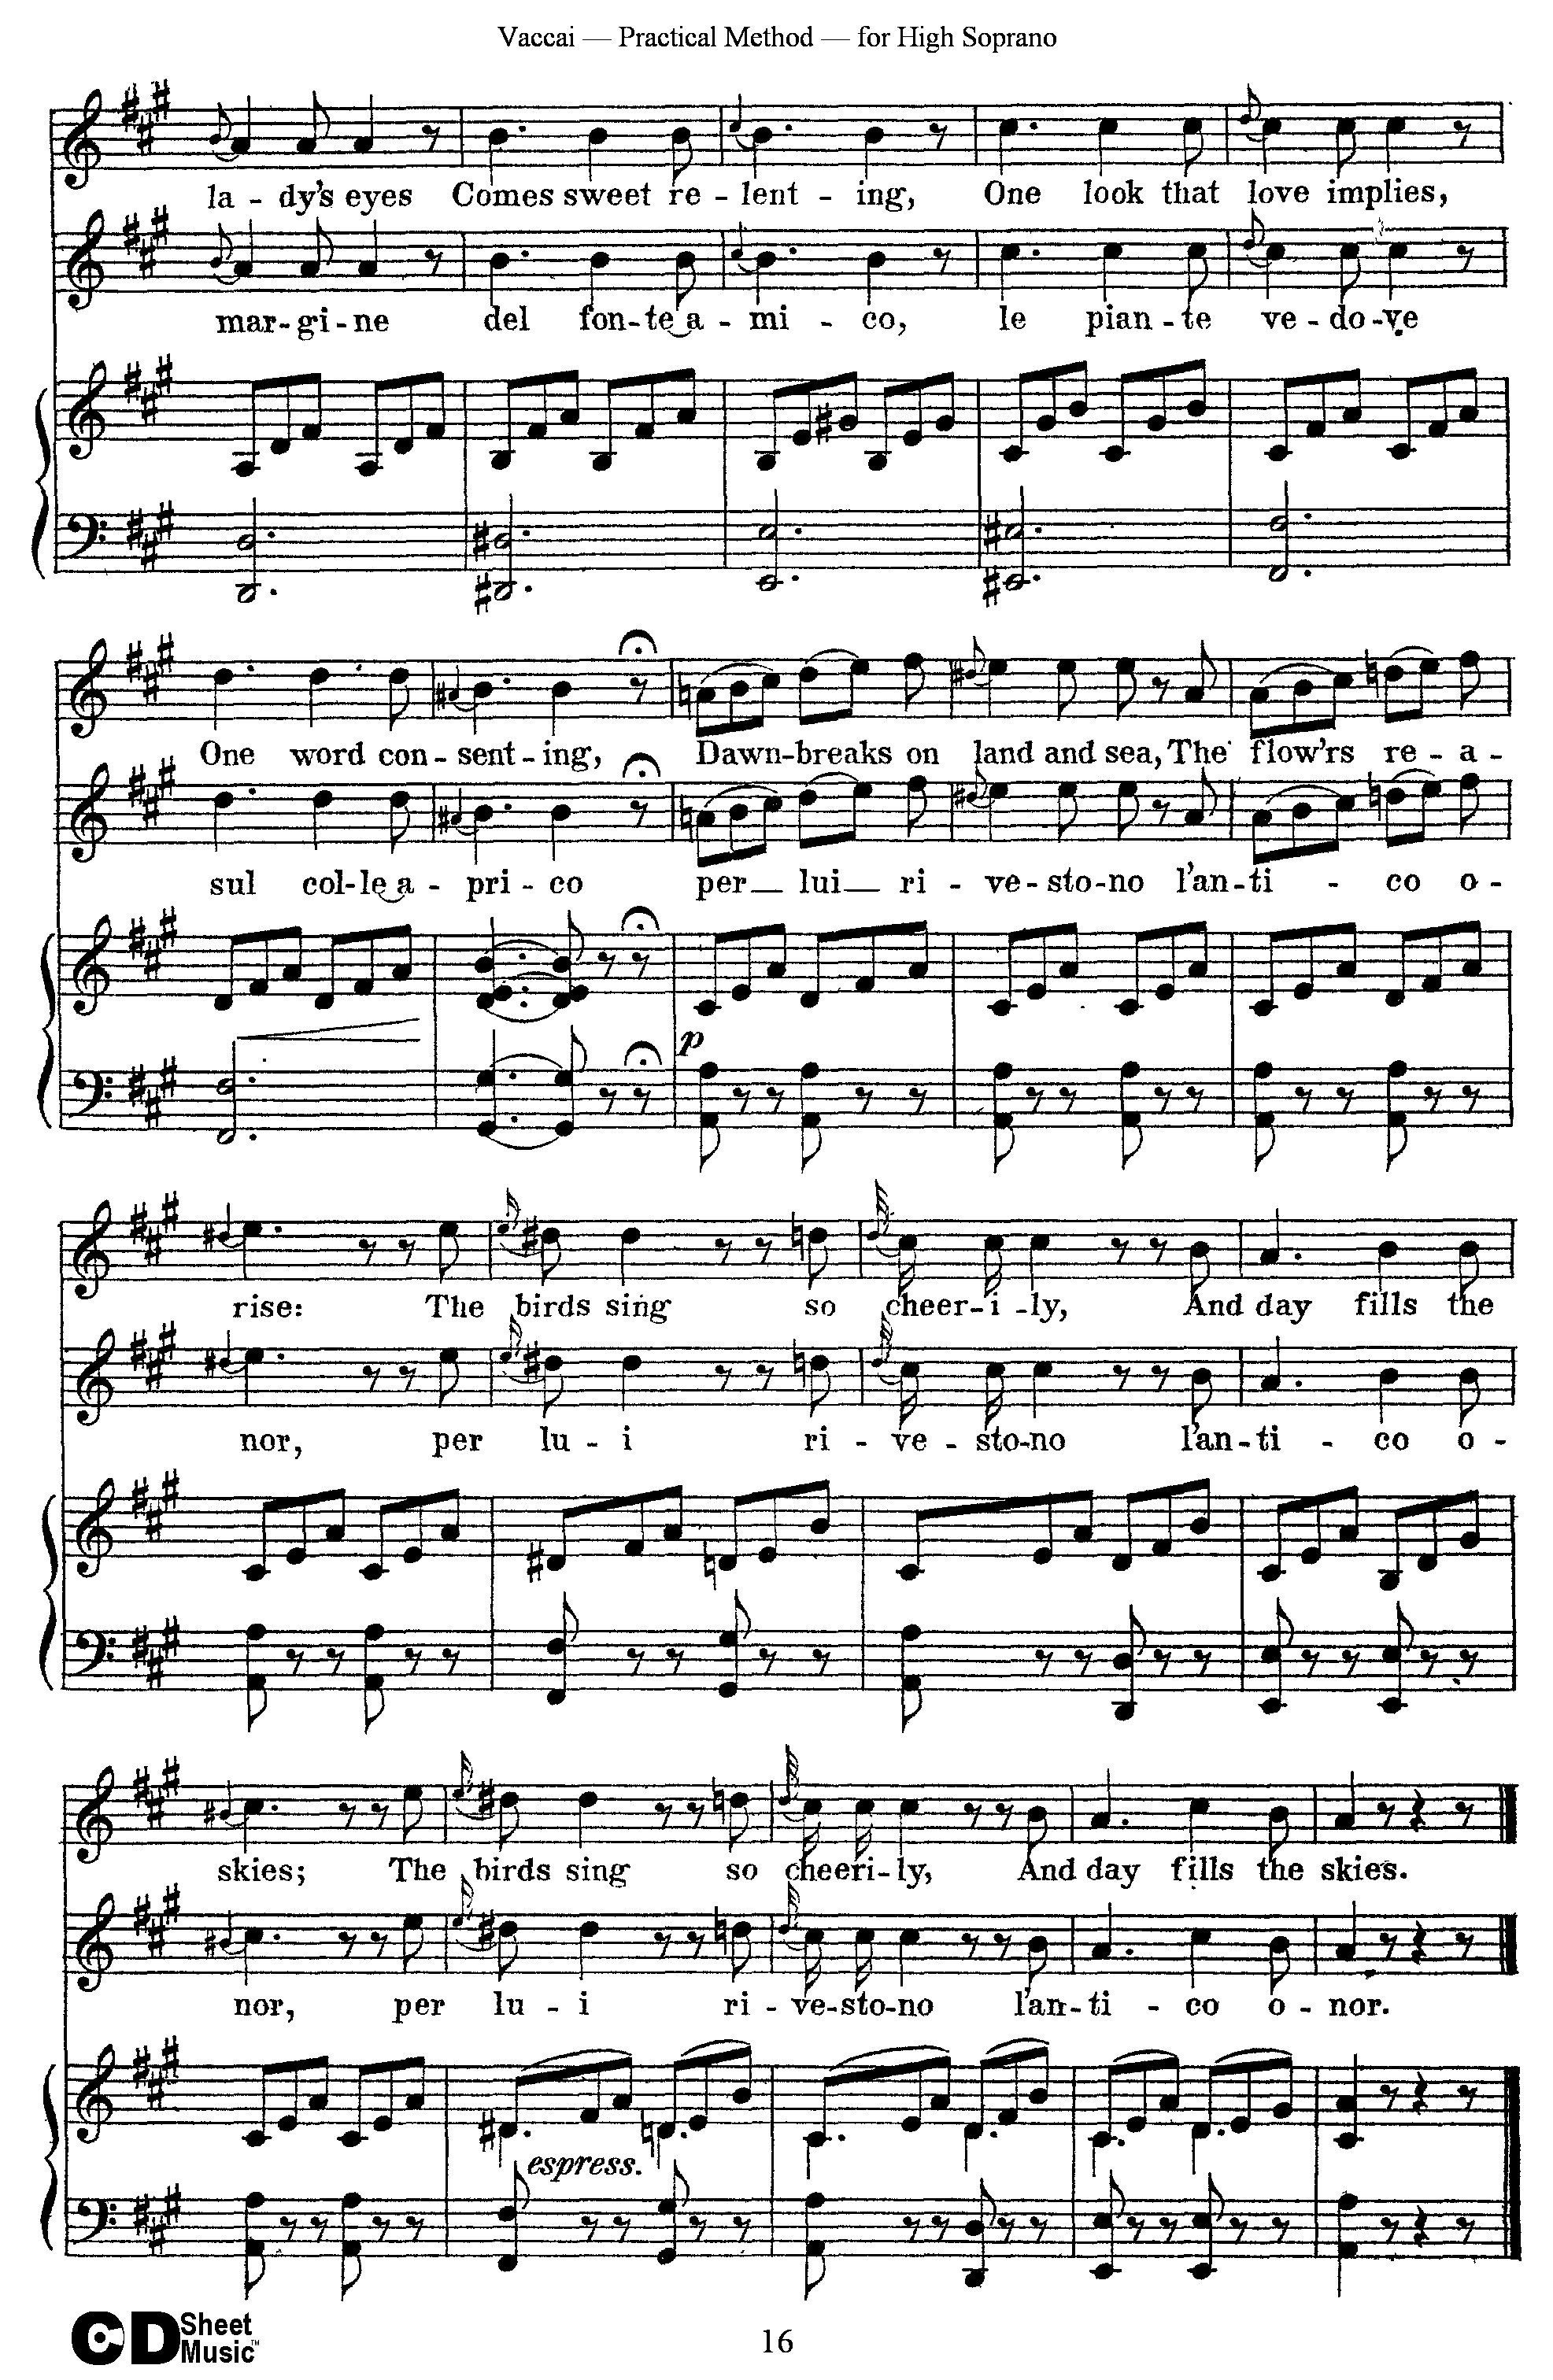 Vaccai — Practical Method — for High Soprano
la - dy's eyes Comes sweet re - lent - ing, One look that love implies,
mar - gi - ne del fon - te a - mi - co, le pian - te ve - do - ve
One word con - sent - ing, Dawn - breaks on land and sea, The flow'rs re - a -
sul col - le a - pri - co per lui ri - ve - sto - no l'an - ti - co o -
p
rise: The birds sing so cheer - i - ly, And day fills the
nor, per lu - i ri - ve - sto - no l'an - ti - co o -
skies; The birds sing so cheeri - ly, And day fills the skies.
nor, per lu - i ri - ve - sto - no l'an - ti - co o - nor.
espress.
CD Sheet
Music™
16